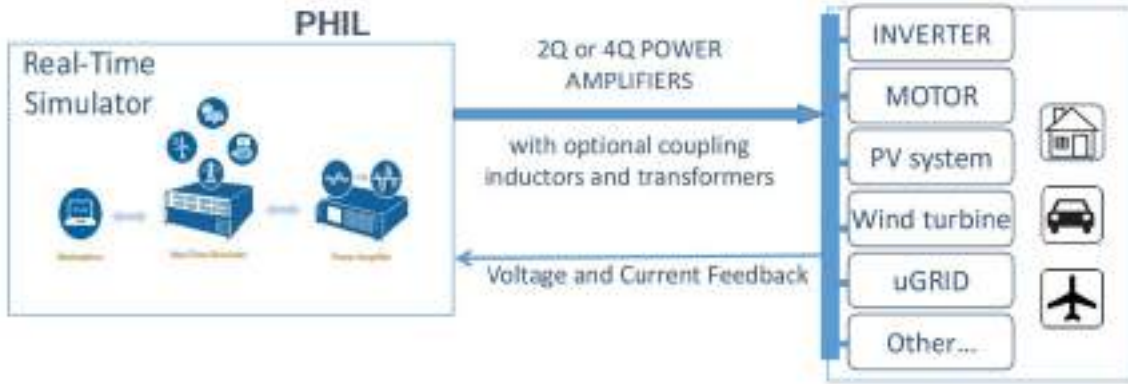 PHIL
Real-Time
Simulator
2Q or 4Q POWER
AMPLIFIERS
with optional coupling
inductors and transformers
Voltage and Current Feedback
INVERTER
MOTOR
PV system
Wind turbine
uGRID
Other...